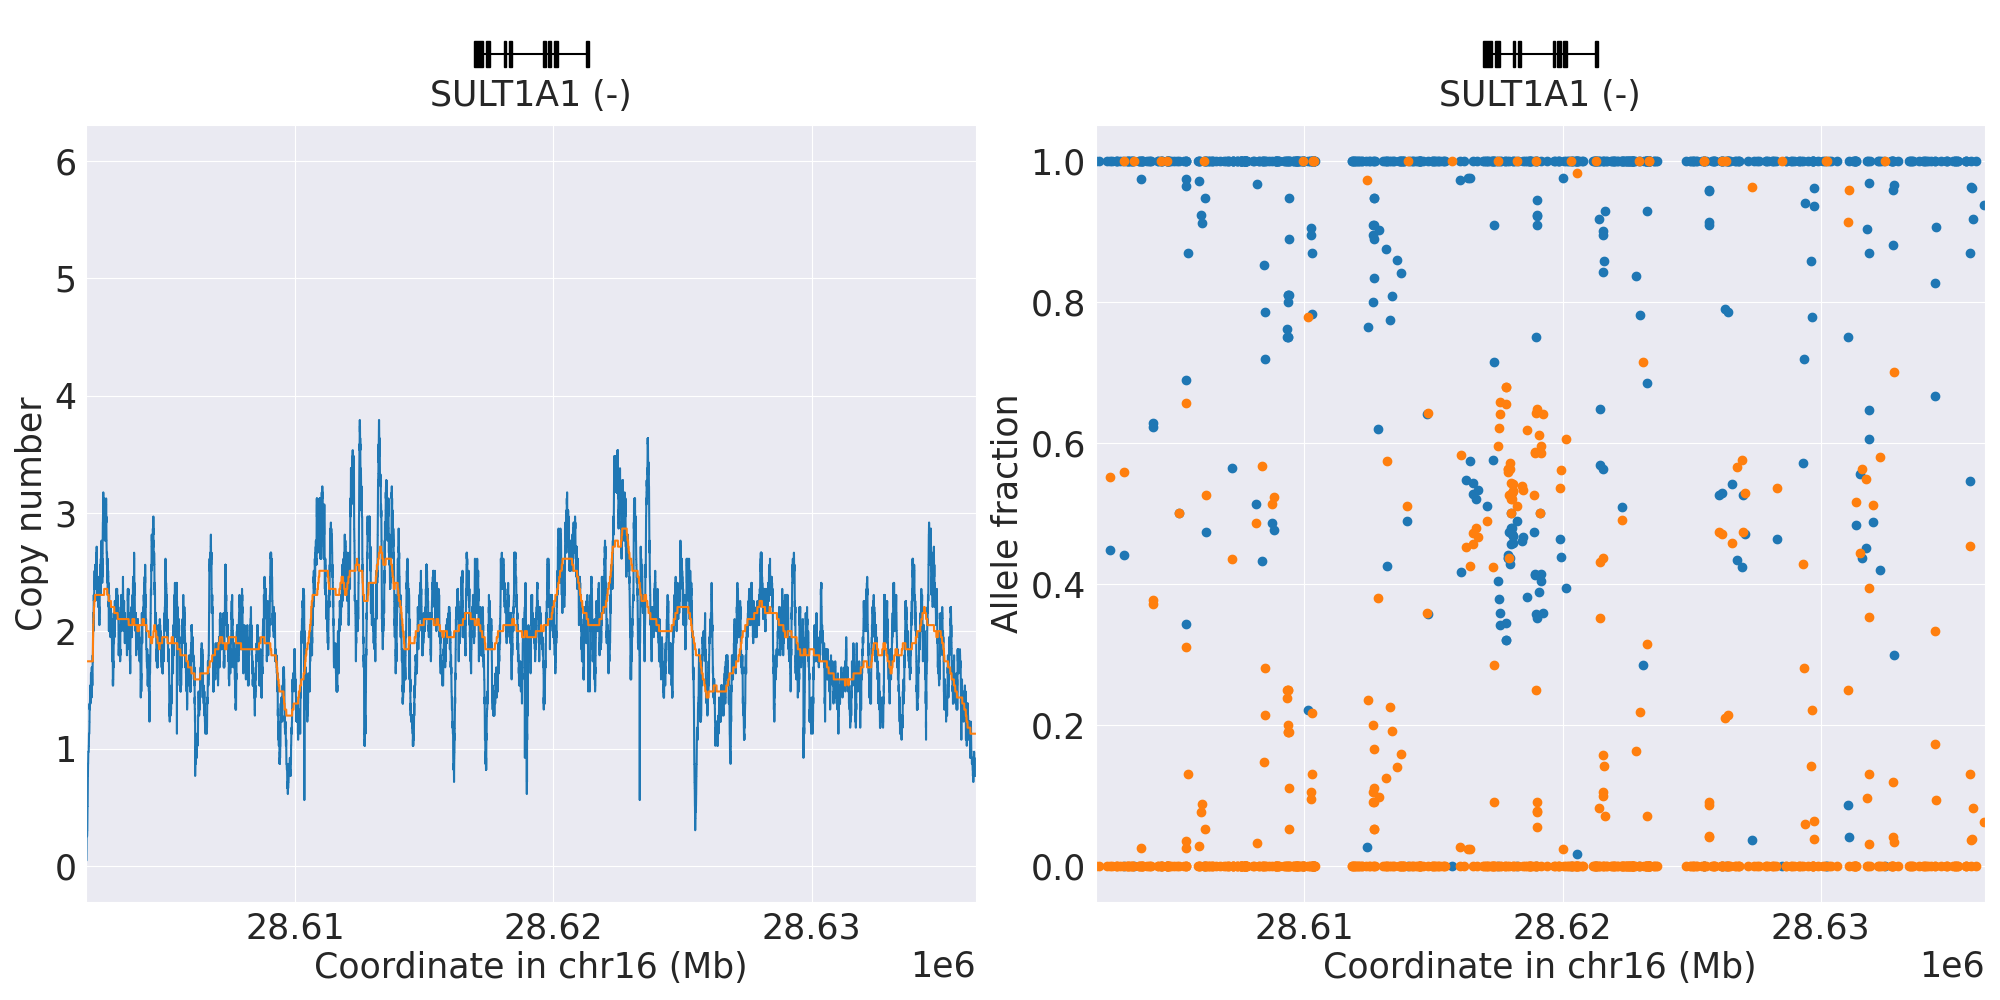 SULT1A1 (-)
6
5
4
3
2
1
0
Copy number
28.61
28.62
28.63
Coordinate in chr16 (Mb)
1e6
SULT1A1 (-)
1.0
0.8
0.6
0.4
0.2
0.0
Allele fraction
28.61
28.62
28.63
Coordinate in chr16 (Mb)
1e6